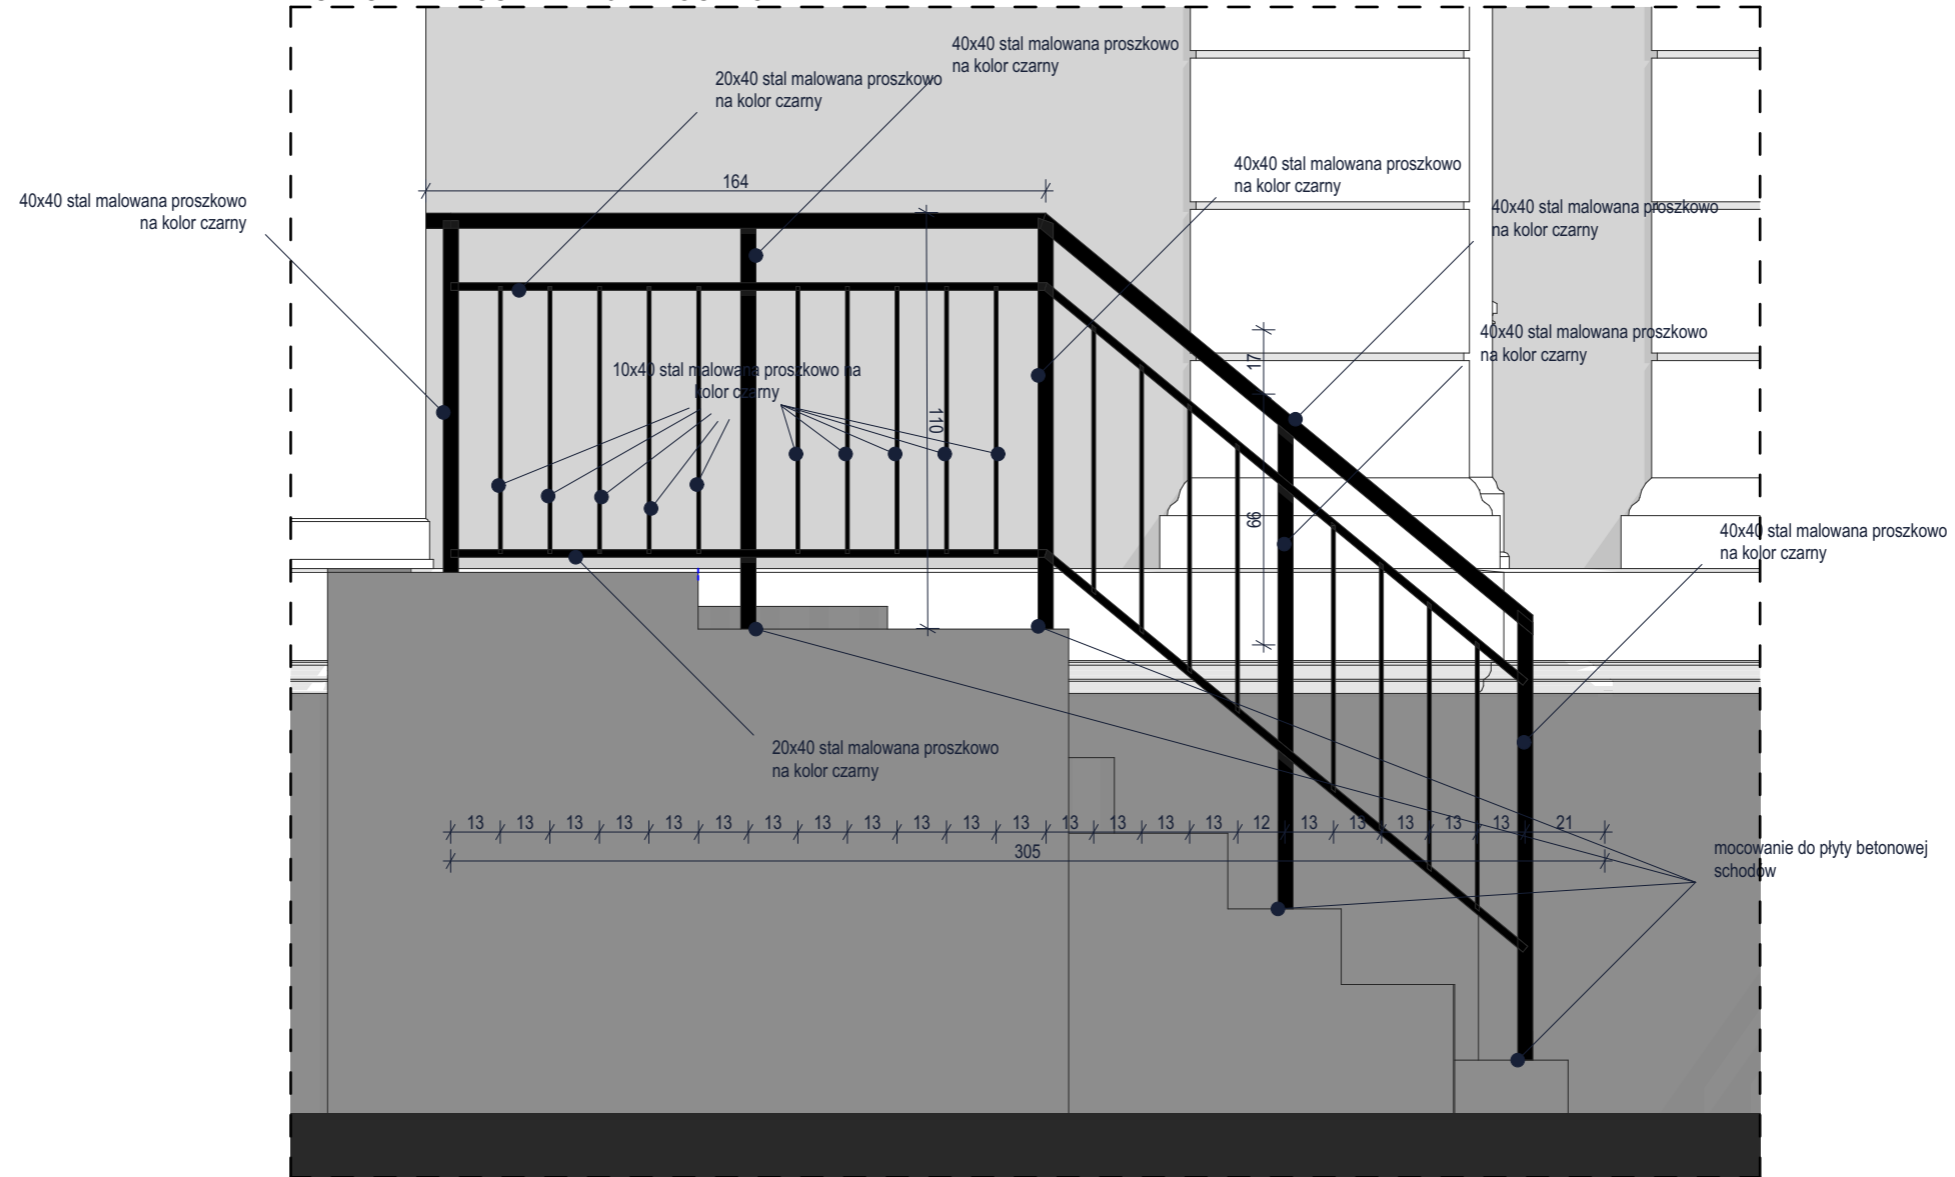 40x40 stal malowana proszkowo
na kolor czarny
20x40 stal malowana proszkowo
na kolor czarny
40x40 stal malowana proszkowo
na kolor czarny
40x40 stal malowana proszkowo
na kolor czarny
164
40x40 stal malowana proszkowo
na kolor czarny
40x40 stal malowana proszkowo
na kolor czarny
17
10x40 stal malowana proszkowo na
kolor czarny
110
66
40x40 stal malowana proszkowo
na kolor czarny
20x40 stal malowana proszkowo
na kolor czarny
13 13 13 13 13 13 13 13 13 13 13 13 13 13 13 13 12 13 13 13 13 13 21
305
mocowanie do płyty betonowej
schodów